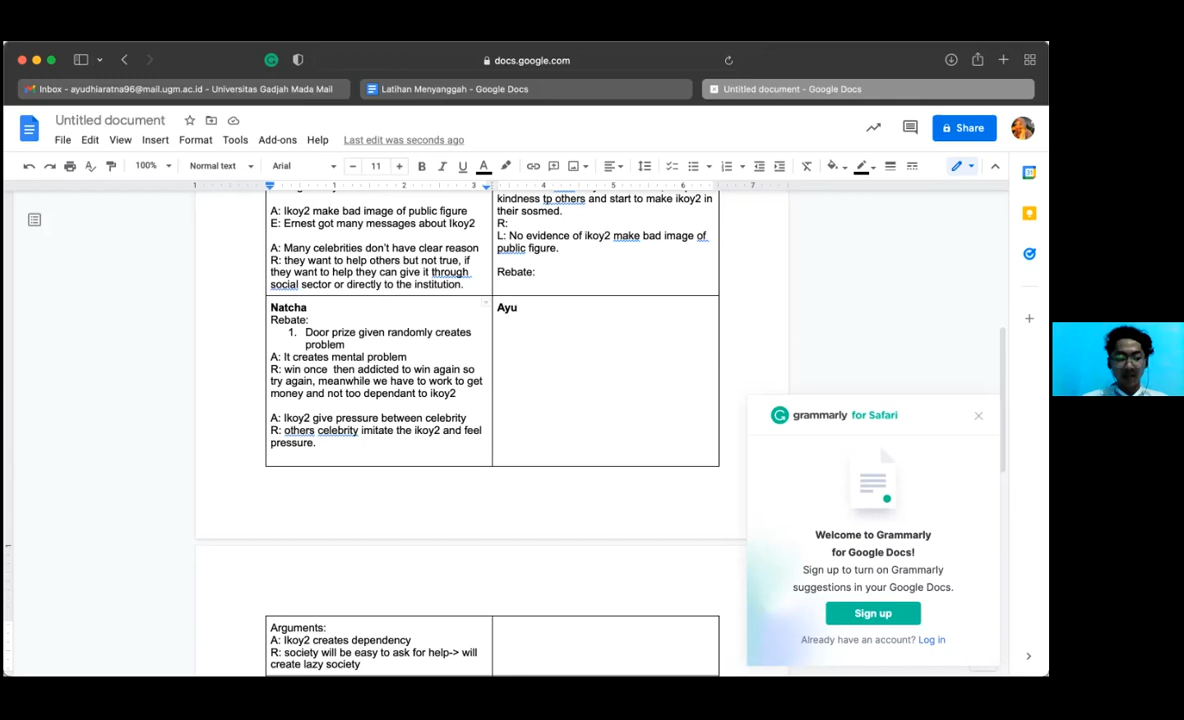 docs.google.com
Inbox - ayudhiaratna96@mail.ugm.ac.id - Universitas Gadjah Mada Mail
Latihan Menyanggah - Google Docs
Untitled document - Google Docs
Untitled document
File Edit View Insert Format Tools Add-ons Help Last edit was seconds ago
Share
100% Normal text Arial 11 B I U A
1 1 2 3 4 5 6 7
kindness tp others and start to make ikoy2 in
their sosmed.
R:
L: No evidence of ikoy2 make bad image of
public figure.
Rebate:
A: Ikoy2 make bad image of public figure
E: Ernest got many messages about Ikoy2
A: Many celebrities don't have clear reason
R: they want to help others but not true, if
they want to help they can give it through
social sector or directly to the institution.
Natcha
Rebate:
1. Door prize given randomly creates
problem
A: It creates mental problem
R: win once then addicted to win again so
try again, meanwhile we have to work to get
money and not too dependant to ikoy2
A: Ikoy2 give pressure between celebrity
R: others celebrity imitate the ikoy2 and feel
pressure.
Ayu
Arguments:
A: Ikoy2 creates dependency
R: society will be easy to ask for help-> will
create lazy society
grammarly for Safari
Welcome to Grammarly
for Google Docs!
Sign up to turn on Grammarly
suggestions in your Google Docs.
Sign up
Already have an account? Log in